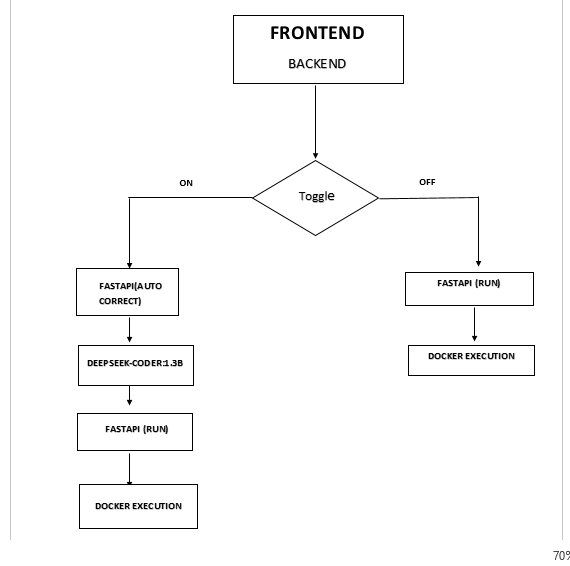 FRONTEND
BACKEND
Toggle
ON
OFF
FASTAPI(AUTO
CORRECT)
DEEPSEEK-CODER:1.3B
FASTAPI (RUN)
DOCKER EXECUTION
FASTAPI (RUN)
DOCKER EXECUTION
70%